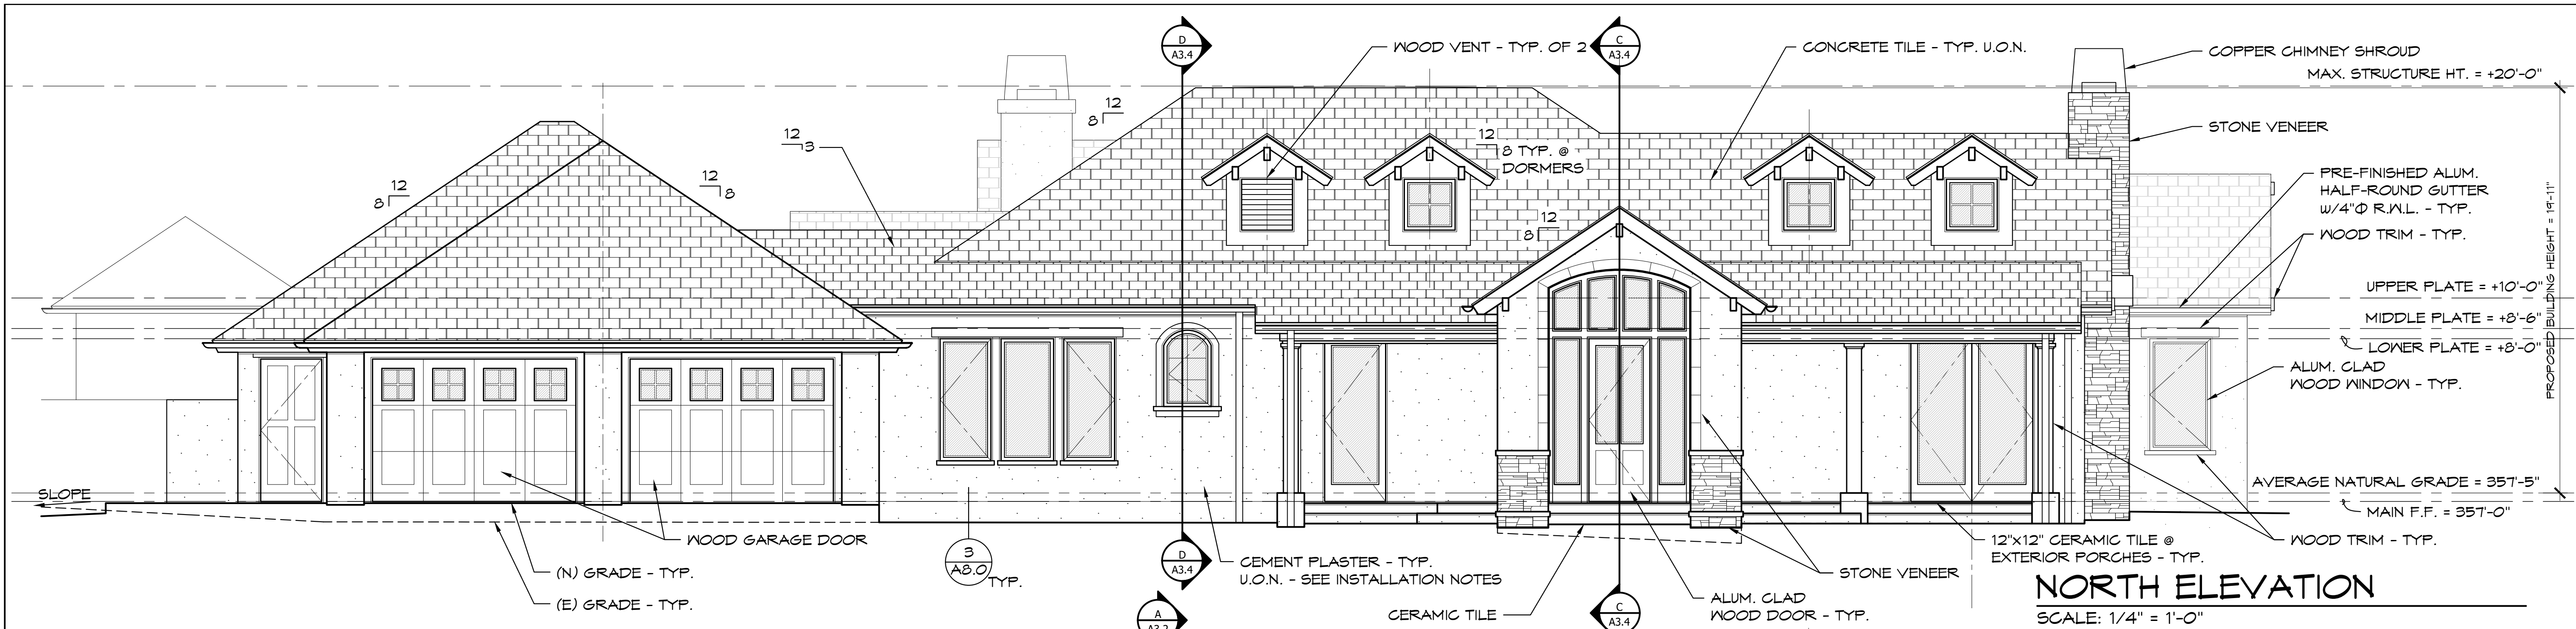 D
A3.4
WOOD VENT - TYP. OF 2
C
A3.4
CONCRETE TILE - TYP. U.O.N.
COPPER CHIMNEY SHROUD
MAX. STRUCTURE HT. = +20'-0"
STONE VENEER
12
8
12
3
12
8 TYP. @
DORMERS
12
8
12
8
12
8
PRE-FINISHED ALUM.
HALF-ROUND GUTTER
W/4"Φ R.W.L. - TYP.
WOOD TRIM - TYP.
UPPER PLATE = +10'-0"
MIDDLE PLATE = +8'-6"
LOWER PLATE = +8'-0"
PROPOSED BUILDING HEIGHT = 19'-11"
ALUM. CLAD
WOOD WINDOW - TYP.
SLOPE
AVERAGE NATURAL GRADE = 357'-5"
MAIN F.F. = 357'-0"
WOOD GARAGE DOOR
(N) GRADE - TYP.
(E) GRADE - TYP.
3
A8.0
TYP.
D
A3.4
CEMENT PLASTER - TYP.
U.O.N. - SEE INSTALLATION NOTES
A
A3.2
CERAMIC TILE
C
A3.4
ALUM. CLAD
WOOD DOOR - TYP.
STONE VENEER
12"x12" CERAMIC TILE @
EXTERIOR PORCHES - TYP.
WOOD TRIM - TYP.
NORTH ELEVATION
SCALE: 1/4" = 1'-0"